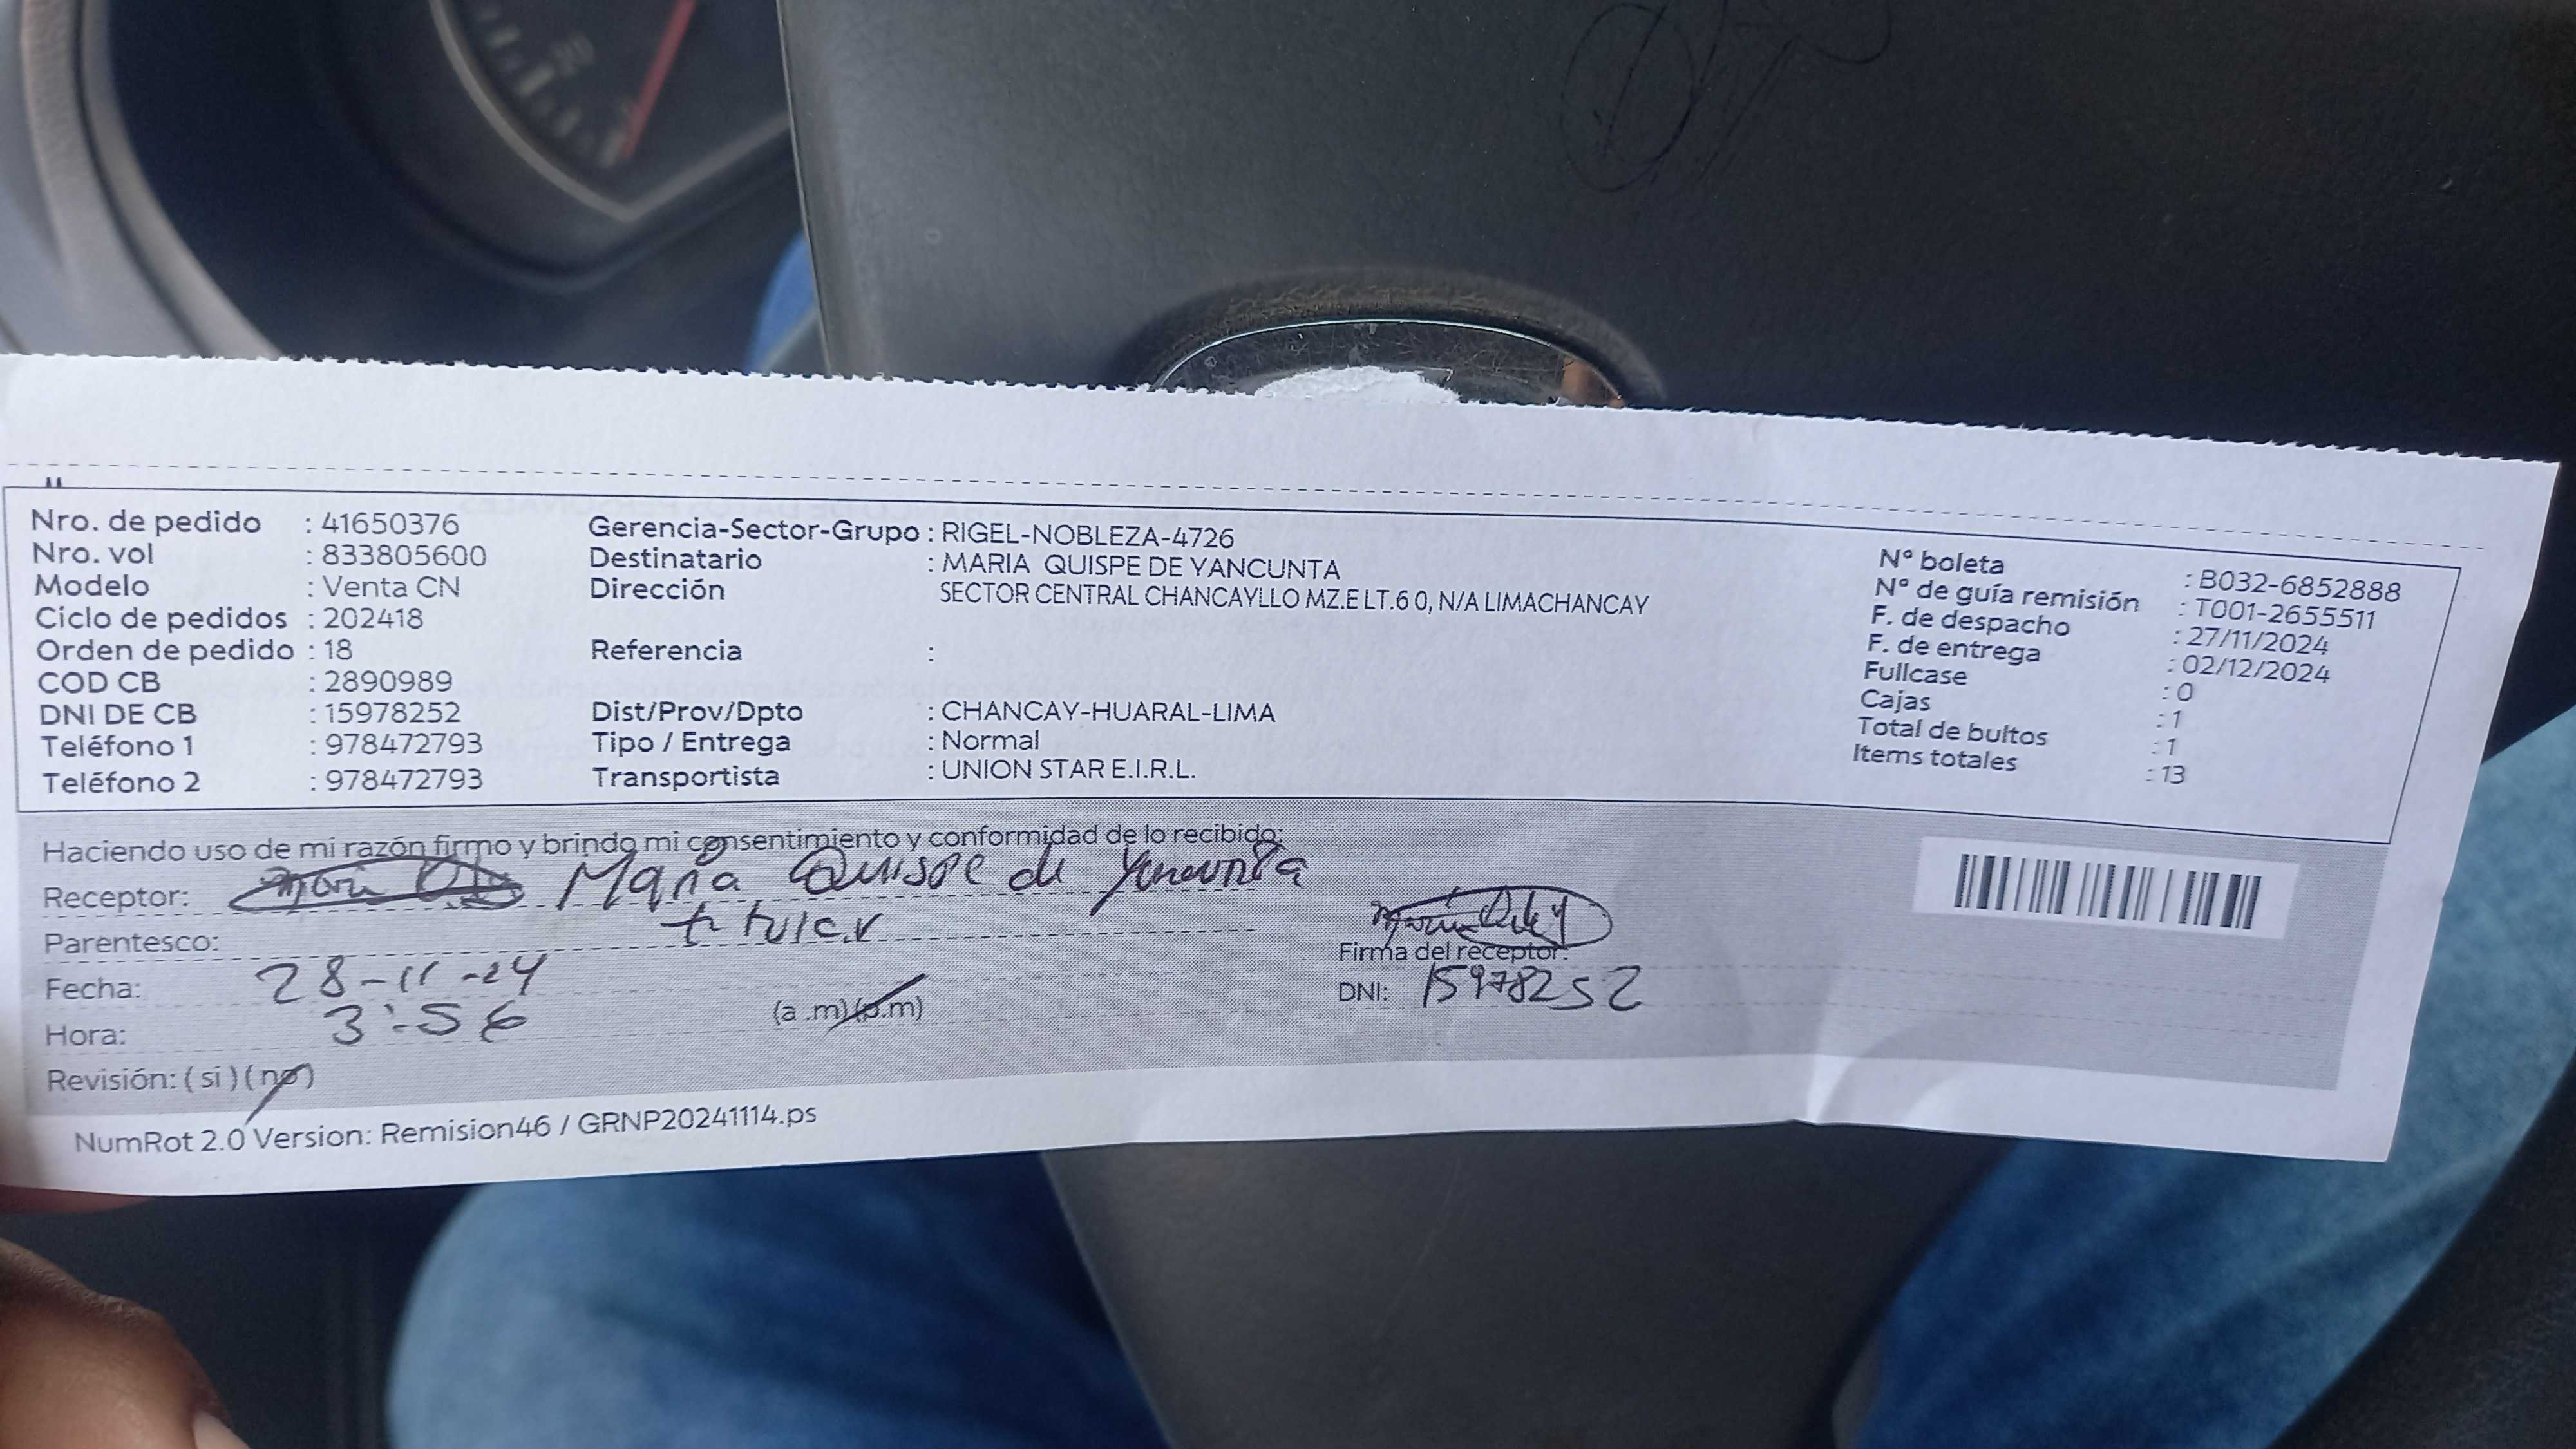 Nro. de pedido : 41650376
Nro. vol : 833805600
Modelo : Venta CN
Ciclo de pedidos : 202418
Orden de pedido : 18
COD CB : 2890989
DNI DE CB : 15978252
Teléfono 1 : 978472793
Teléfono 2 : 978472793
Gerencia-Sector-Grupo : RIGEL-NOBLEZA-4726
Destinatario : MARIA QUISPE DE YANCUNTA
Dirección SECTOR CENTRAL CHANCAYLLO MZ.E LT.6 0, N/A LIMACHANCAY
Referencia :
Dist/Prov/Dpto : CHANCAY-HUARAL-LIMA
Tipo / Entrega : Normal
Transportista : UNION STAR E.I.R.L.
N° boleta : B032-6852888
N° de guía remisión : T001-2655511
F. de despacho : 27/11/2024
F. de entrega : 02/12/2024
Fullcase : 0
Cajas : 1
Total de bultos : 1
Items totales : 13
Haciendo uso de mi razón firmo y brindo mi consentimiento y conformidad de lo recibido:
Receptor: Maria Quispe de Yancunta
Parentesco: titular
Fecha: 28-11-24
Hora: 3:56 (a .m) (p.m)
Revisión: ( si ) ( no )
Firma del receptor:
DNI: 15978252
NumRot 2.0 Version: Remision46 / GRNP20241114.ps